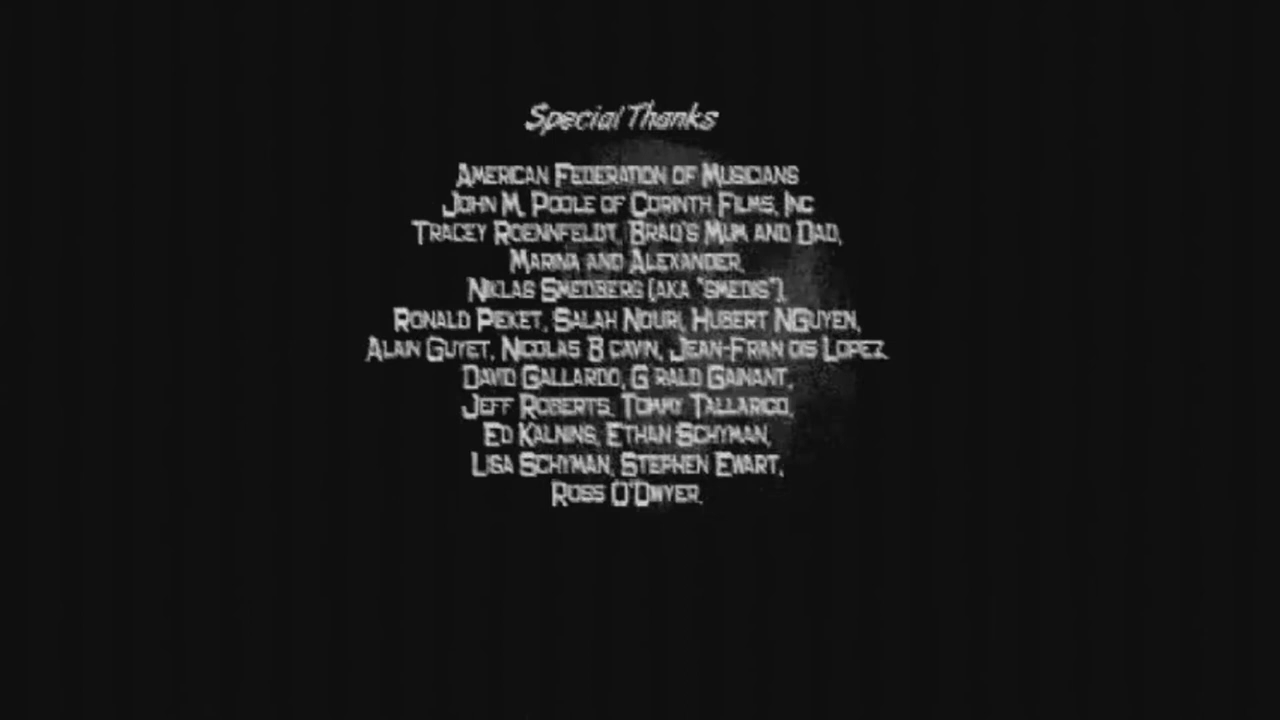 Special Thanks
American Federation of Musicians
John M. Poole of Corinth Films, Inc
Tracey Roennfeldt, Brad's Mum and Dad,
Marina and Alexander,
Niklas Smedberg (aka "Smedis"),
Ronald Pieket, Salah Nouri, Hubert NGuyen,
Alain Guyet, Nicolas B cavin, Jean-Fran ois Lopez
David Gallardo, G rald Gainant,
Jeff Roberts, Tommy Tallarico,
Ed Kalnins, Ethan Schyman,
Lisa Schyman, Stephen Ewart,
Ross O'Dwyer.